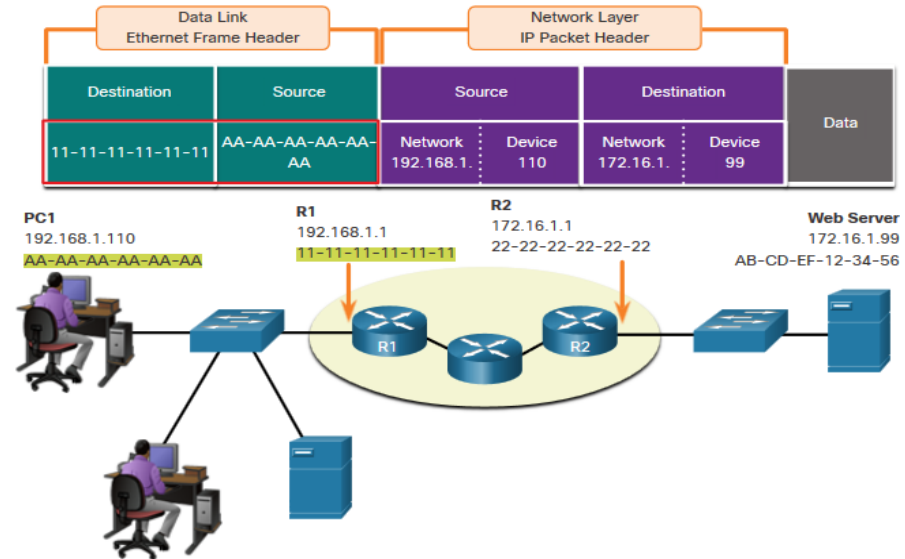 Data Link
Ethernet Frame Header
Network Layer
IP Packet Header
Destination
Source
Source
Destination
Data
11-11-11-11-11-11
AA-AA-AA-AA-AA-
AA
Network
192.168.1.
Device
110
Network
172.16.1.
Device
99
PC1
192.168.1.110
AA-AA-AA-AA-AA-AA
R1
192.168.1.1
11-11-11-11-11-11
R2
172.16.1.1
22-22-22-22-22-22
Web Server
172.16.1.99
AB-CD-EF-12-34-56
R1
R2